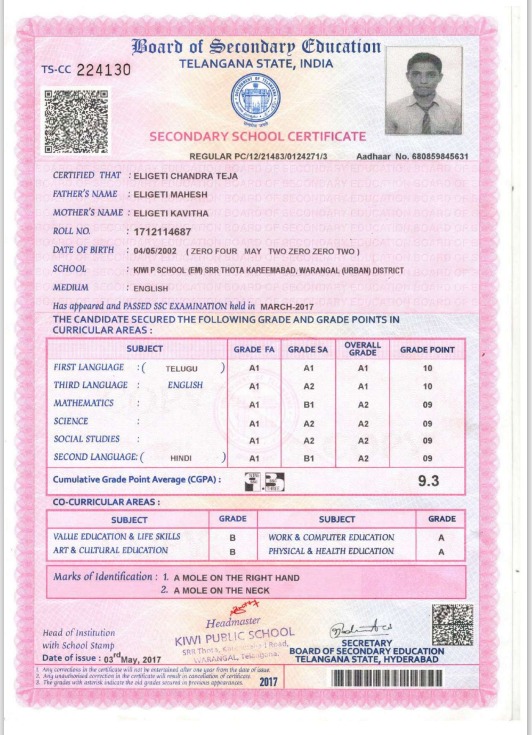 Board of Secondary Education
TELANGANA STATE, INDIA
TS-CC 224130
SECONDARY SCHOOL CERTIFICATE
REGULAR PC/12/21483/0124271/3 Aadhaar No. 680859845631
CERTIFIED THAT : ELIGETI CHANDRA TEJA
FATHER'S NAME : ELIGETI MAHESH
MOTHER'S NAME : ELIGETI KAVITHA
ROLL NO. : 1712114687
DATE OF BIRTH : 04/05/2002 ( ZERO FOUR MAY TWO ZERO ZERO TWO )
SCHOOL : KIWI P SCHOOL (EM) SRR THOTA KAREEMABAD, WARANGAL (URBAN) DISTRICT
MEDIUM : ENGLISH
Has appeared and PASSED SSC EXAMINATION held in MARCH-2017
THE CANDIDATE SECURED THE FOLLOWING GRADE AND GRADE POINTS IN
CURRICULAR AREAS :
SUBJECT GRADE FA GRADE SA OVERALL GRADE GRADE POINT
FIRST LANGUAGE : ( TELUGU ) A1 A1 A1 10
THIRD LANGUAGE : ENGLISH A1 A2 A1 10
MATHEMATICS : A1 B1 A2 09
SCIENCE : A1 A2 A2 09
SOCIAL STUDIES : A1 A2 A2 09
SECOND LANGUAGE: ( HINDI ) A1 B1 A2 09
Cumulative Grade Point Average (CGPA) : 9.3
CO-CURRICULAR AREAS :
SUBJECT GRADE SUBJECT GRADE
VALUE EDUCATION & LIFE SKILLS B WORK & COMPUTER EDUCATION A
ART & CULTURAL EDUCATION B PHYSICAL & HEALTH EDUCATION A
Marks of Identification : 1. A MOLE ON THE RIGHT HAND
2. A MOLE ON THE NECK
Headmaster
KIWI PUBLIC SCHOOL
SRR Thota, Road,
WARANGAL, Telangana.
Head of Institution
with School Stamp
Date of issue : 03rd May, 2017
SECRETARY
BOARD OF SECONDARY EDUCATION
TELANGANA STATE, HYDERABAD
1. Any corrections in the certificate will not be entertained after one year from the date of issue.
2. Any unauthorised correction in the certificate will result in cancellation of certificate.
3. The grades with asterisk indicate the old grades secured in previous appearances.
2017